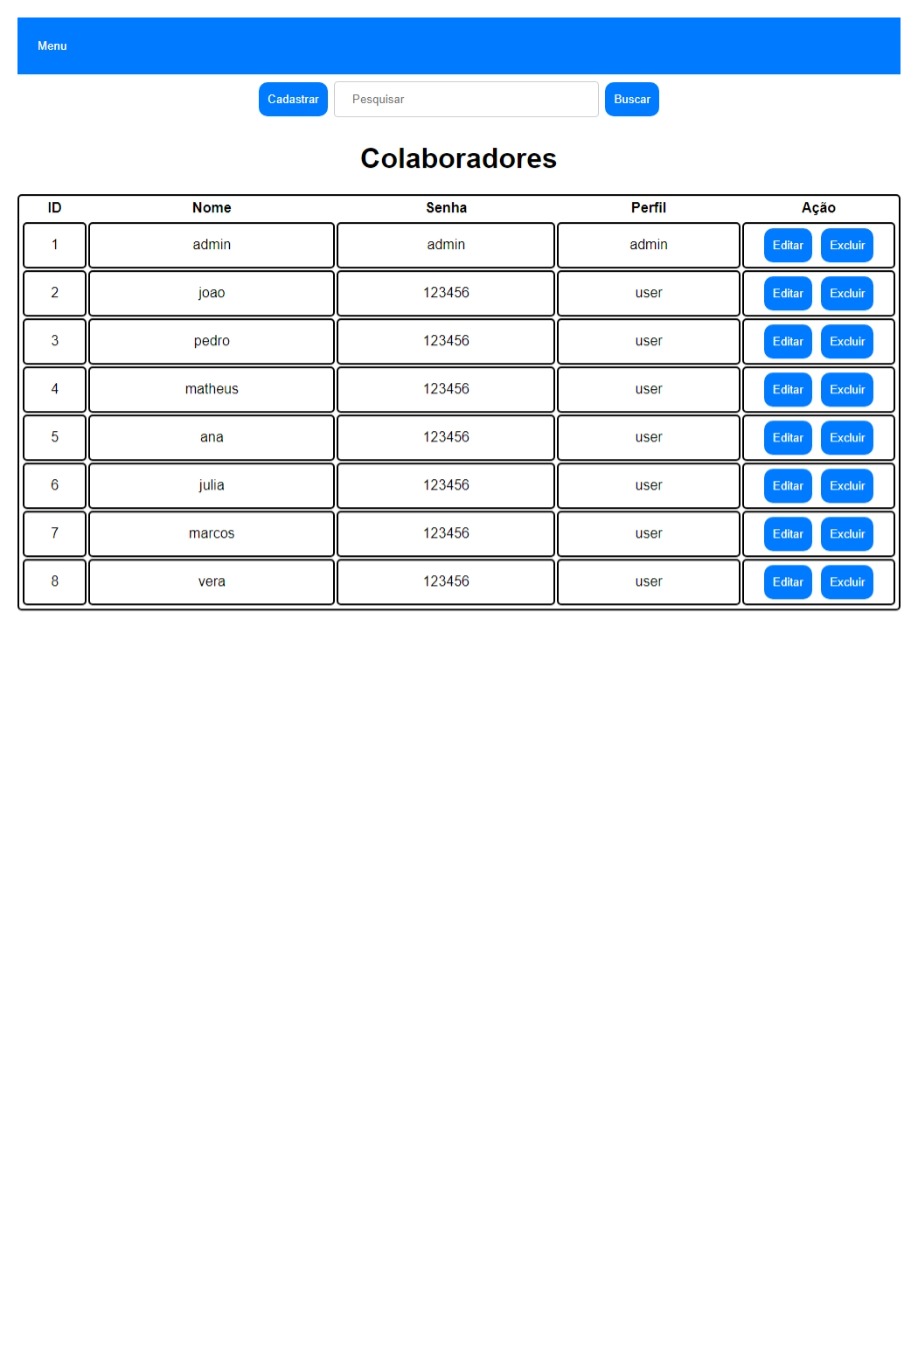 Menu
Cadastrar Pesquisar Buscar
Colaboradores
ID Nome Senha Perfil Ação
1 admin admin admin Editar Excluir
2 joao 123456 user Editar Excluir
3 pedro 123456 user Editar Excluir
4 matheus 123456 user Editar Excluir
5 ana 123456 user Editar Excluir
6 julia 123456 user Editar Excluir
7 marcos 123456 user Editar Excluir
8 vera 123456 user Editar Excluir